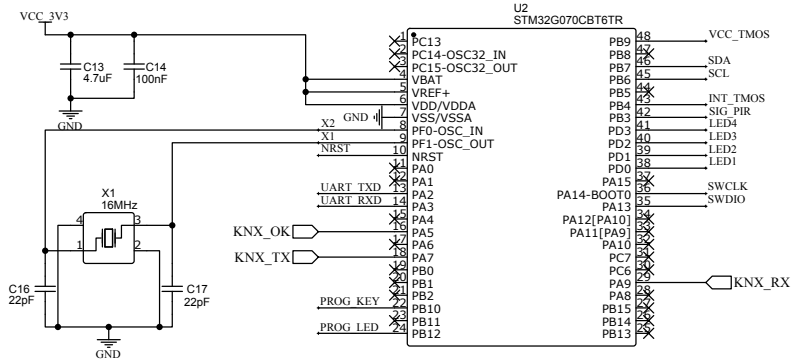 VCC_3V3
C13
4.7uF
C14
100nF
GND
U2
STM32G070CBT6TR
1 PC13
2 PC14-OSC32_IN
3 PC15-OSC32_OUT
4 VBAT
5 VREF+
6 VDD/VDDA
GND 7 VSS/VSSA
X2 8 PF0-OSC_IN
X1 9 PF1-OSC_OUT
NRST 10 NRST
11 PA0
12 PA1
UART_TXD 13 PA2
UART_RXD 14 PA3
15 PA4
KNX_OK 16 PA5
17 PA6
KNX_TX 18 PA7
19 PB0
20 PB1
21 PB2
PROG_KEY 22 PB10
23 PB11
PROG_LED 24 PB12
PB9 48 VCC_TMOS
PB8 47
PB7 46 SDA
PB6 45 SCL
PB5 44
PB4 43 INT_TMOS
PB3 42 SIG_PIR
PD3 41 LED4
PD2 40 LED3
PD1 39 LED2
PD0 38 LED1
PA15 37
PA14-BOOT0 36 SWCLK
PA13 35 SWDIO
PA12[PA10] 34
PA11[PA9] 33
PA10 32
PC7 31
PC6 30
PA9 29 KNX_RX
PA8 28
PB15 27
PB14 26
PB13 25
X1
16MHz
4 3
1 2
C16
22pF
C17
22pF
GND